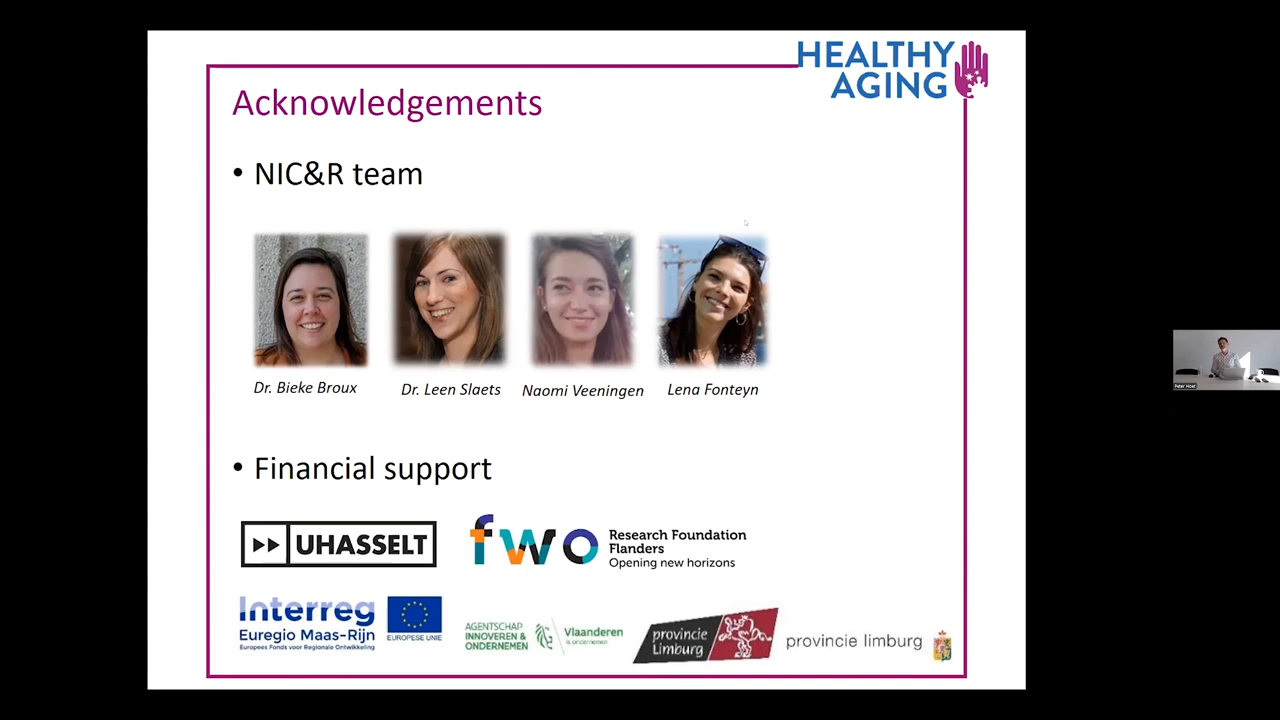 HEALTHY
AGING
Acknowledgements
• NIC&R team
Dr. Bieke Broux
Dr. Leen Slaets
Naomi Veeningen
Lena Fonteyn
• Financial support
UHASSELT
fwo
Research Foundation
Flanders
Opening new horizons
Interreg
Euregio Maas-Rijn
Europees Fonds voor Regionale Ontwikkeling
EUROPESE UNIE
AGENTSCHAP
INNOVEREN &
ONDERNEMEN
Vlaanderen
is ondernemen
provincie
Limburg
provincie limburg